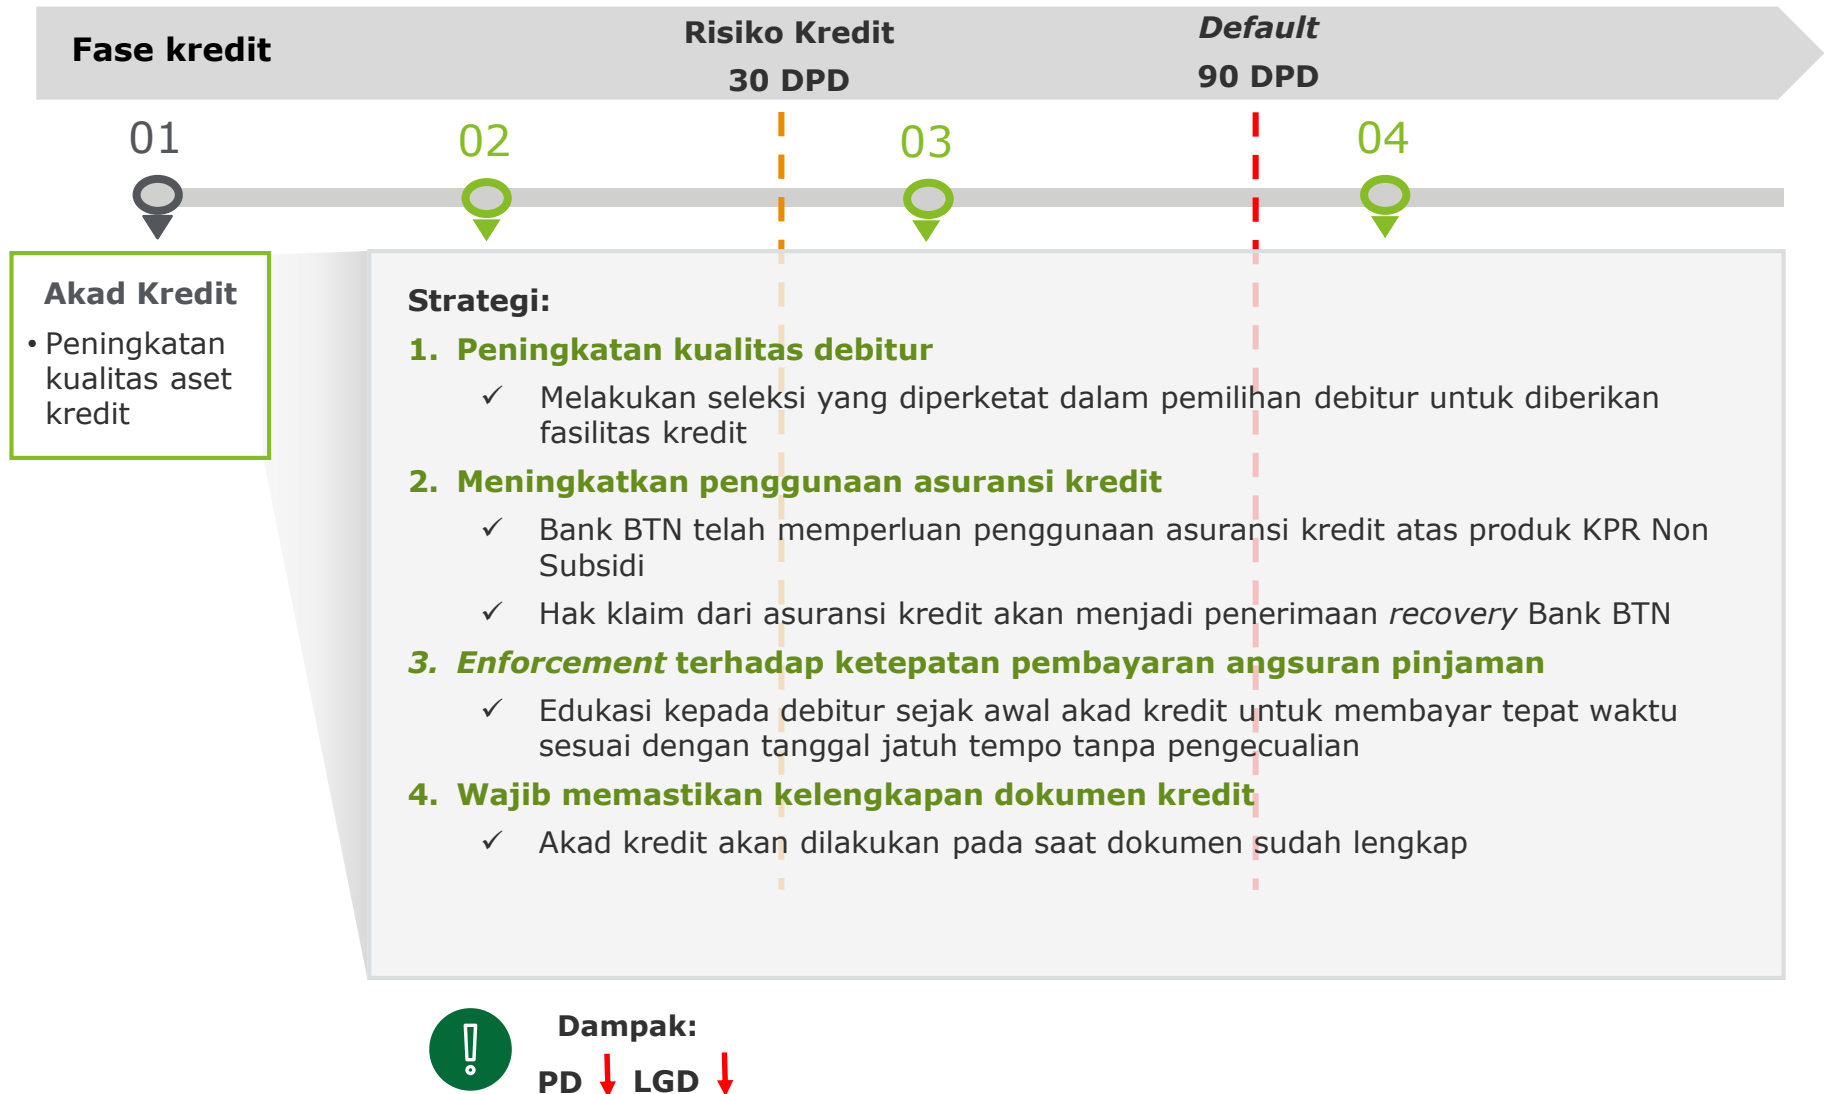 Fase kredit
Risiko Kredit
30 DPD
Default
90 DPD
01
02
03
04
Akad Kredit
• Peningkatan
kualitas aset
kredit
Strategi:
1. Peningkatan kualitas debitur
✓ Melakukan seleksi yang diperketat dalam pemilihan debitur untuk diberikan
fasilitas kredit
2. Meningkatkan penggunaan asuransi kredit
✓ Bank BTN telah memperluan penggunaan asuransi kredit atas produk KPR Non
Subsidi
✓ Hak klaim dari asuransi kredit akan menjadi penerimaan recovery Bank BTN
3. Enforcement terhadap ketepatan pembayaran angsuran pinjaman
✓ Edukasi kepada debitur sejak awal akad kredit untuk membayar tepat waktu
sesuai dengan tanggal jatuh tempo tanpa pengecualian
4. Wajib memastikan kelengkapan dokumen kredit
✓ Akad kredit akan dilakukan pada saat dokumen sudah lengkap
Dampak:
PD LGD